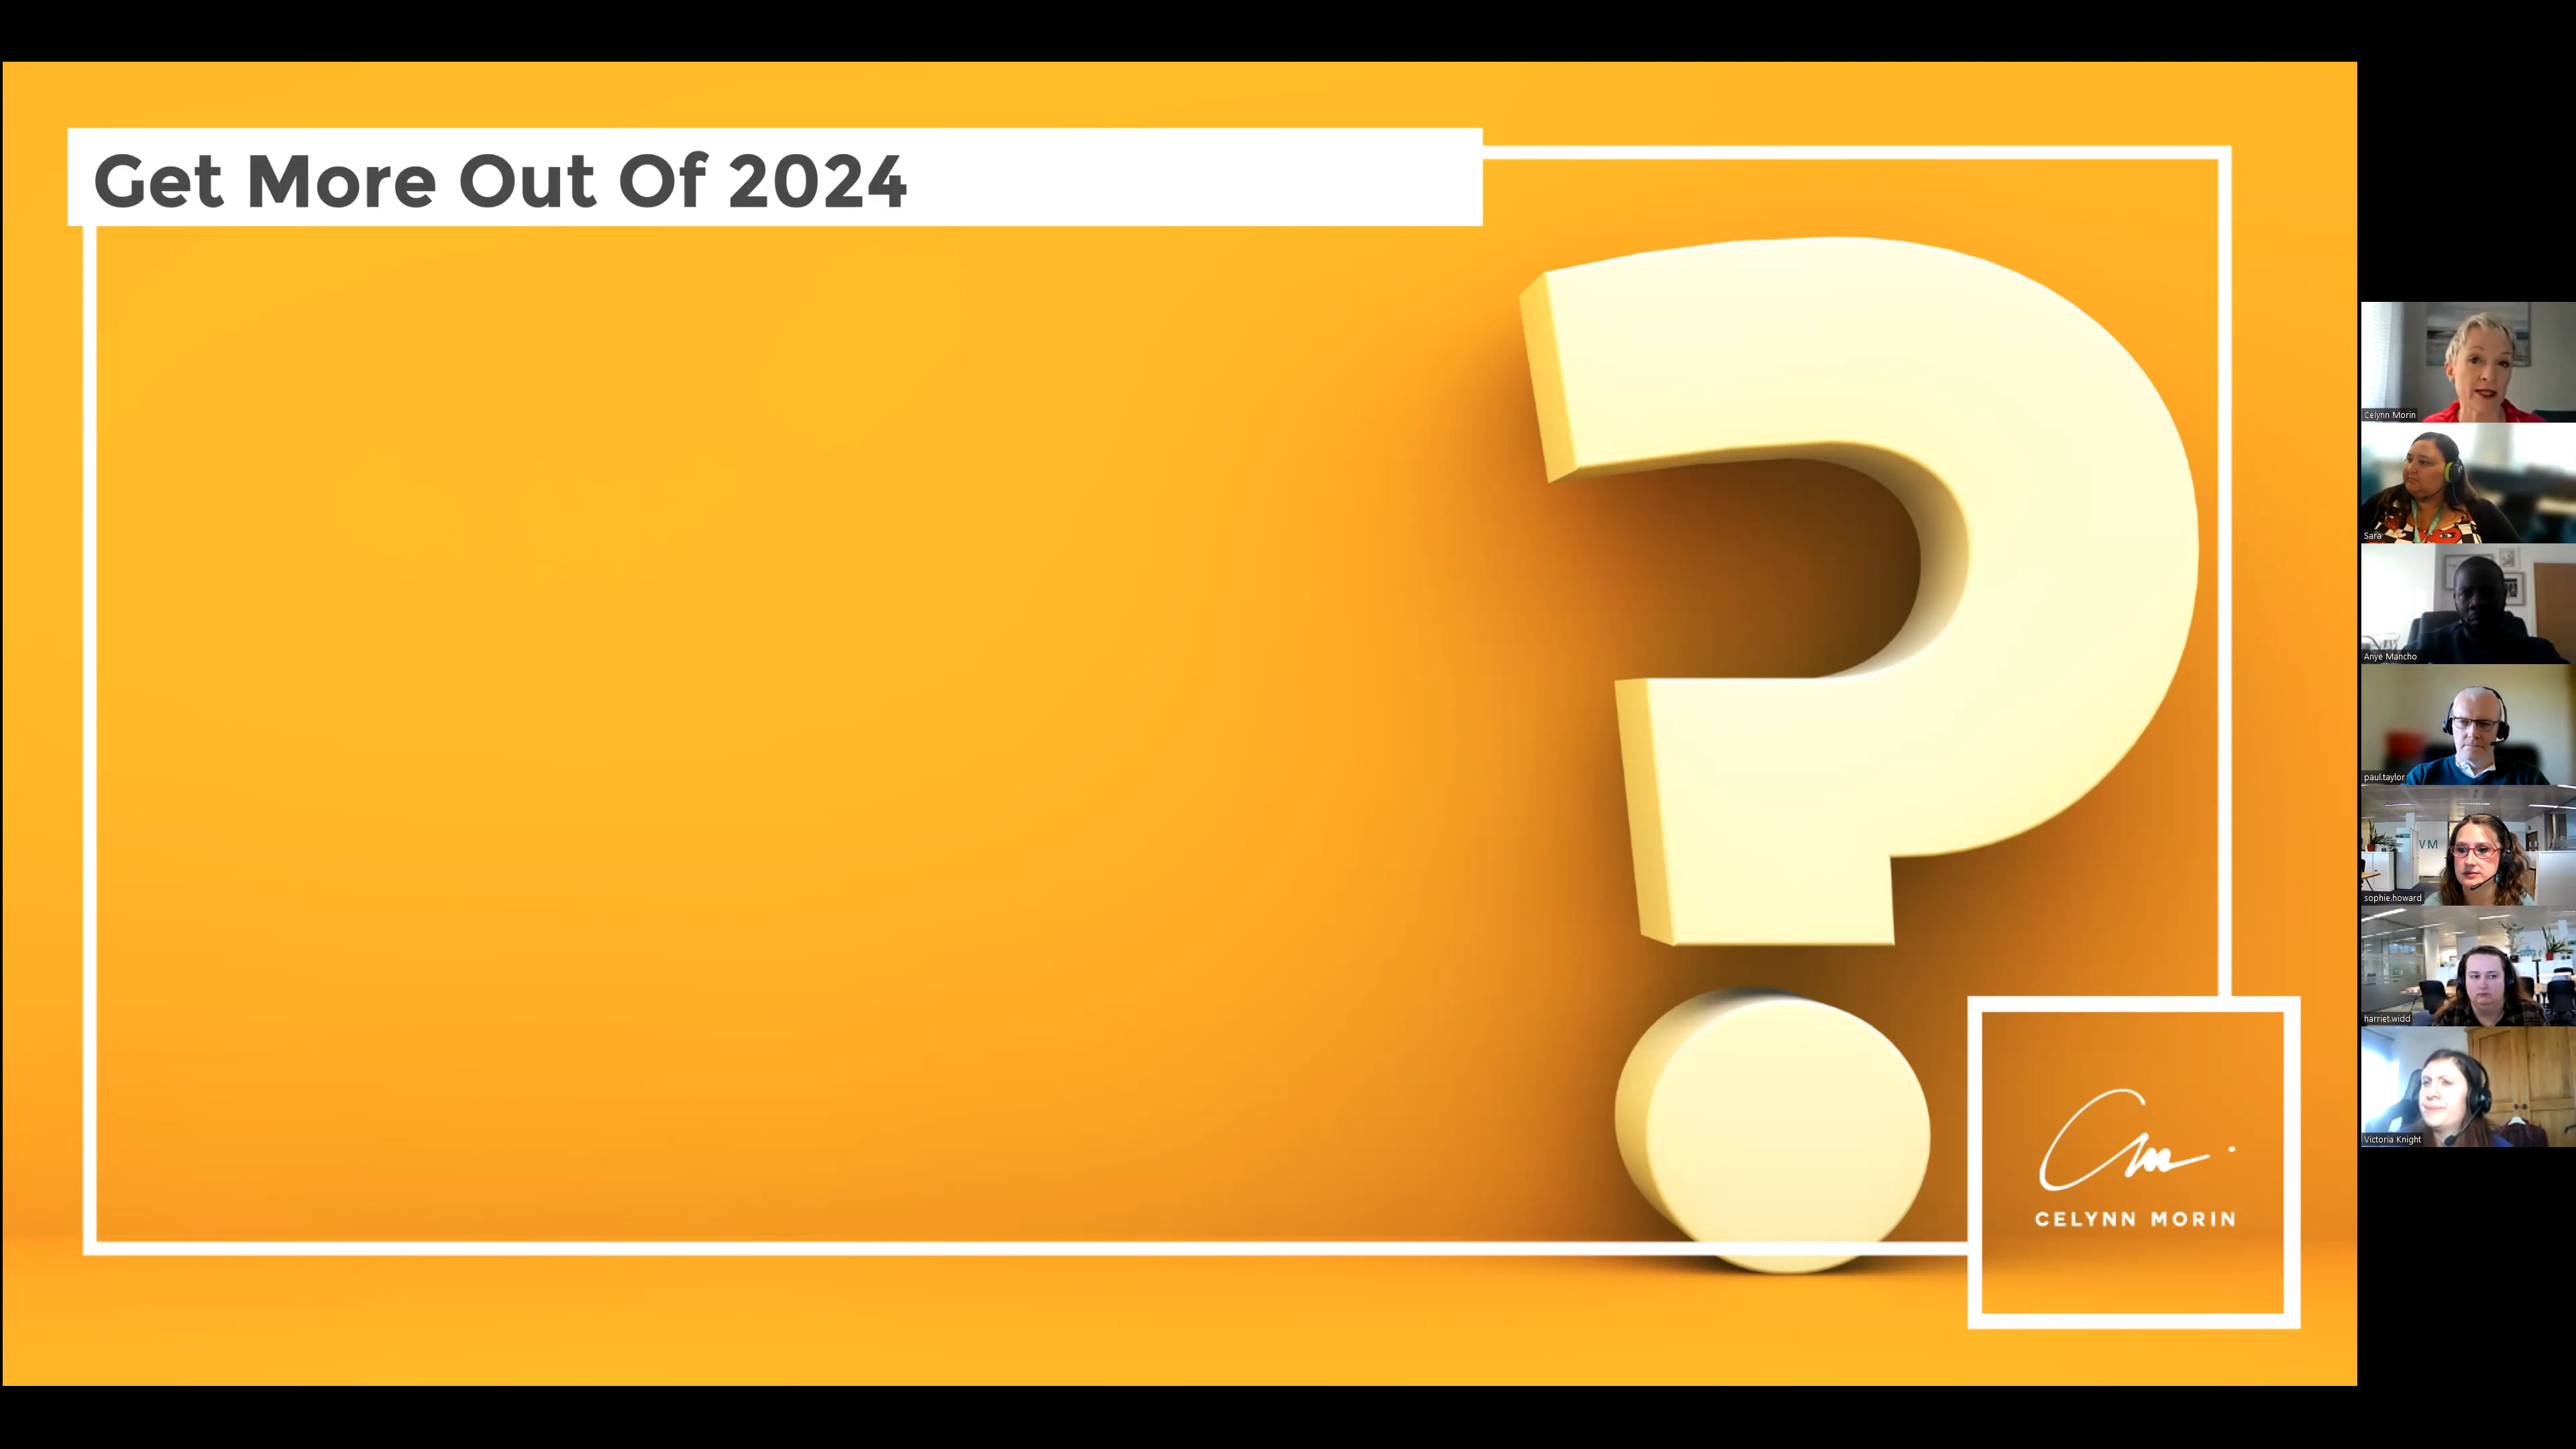 Get More Out Of 2024
CELYNN MORIN
Celynn Morin
Sara
Anye Mancho
paul.taylor
VM
sophie.howard
harriet.widd
Victoria Knight